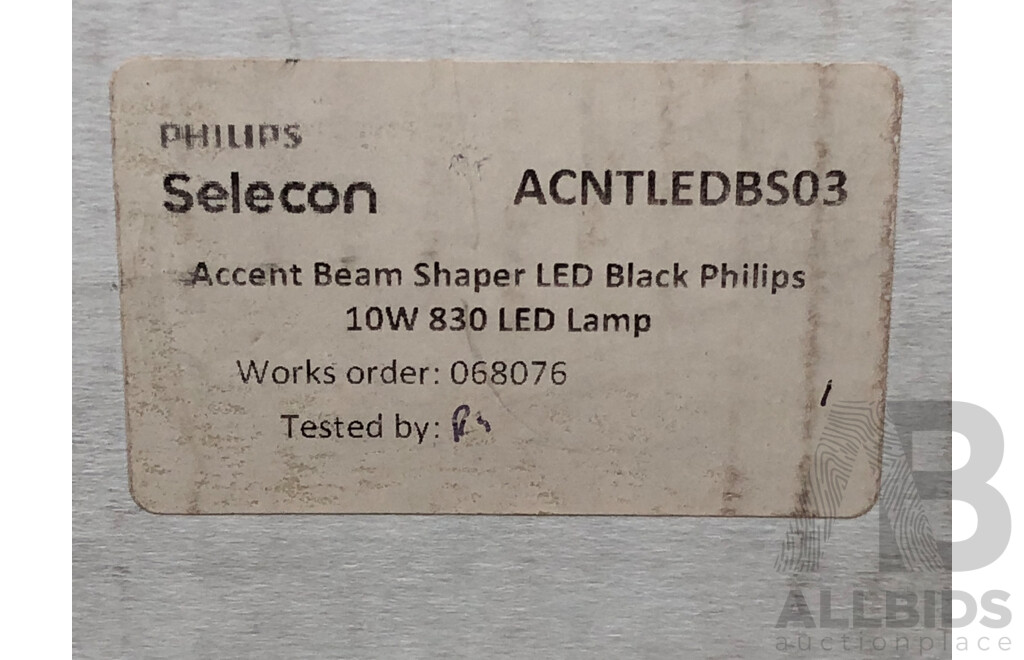 PHILIPS
Selecon ACNTLEDBS03
Accent Beam Shaper LED Black Philips
10W 830 LED Lamp
Works order: 068076
Tested by:
AB
ALLBIDS
auctionplace